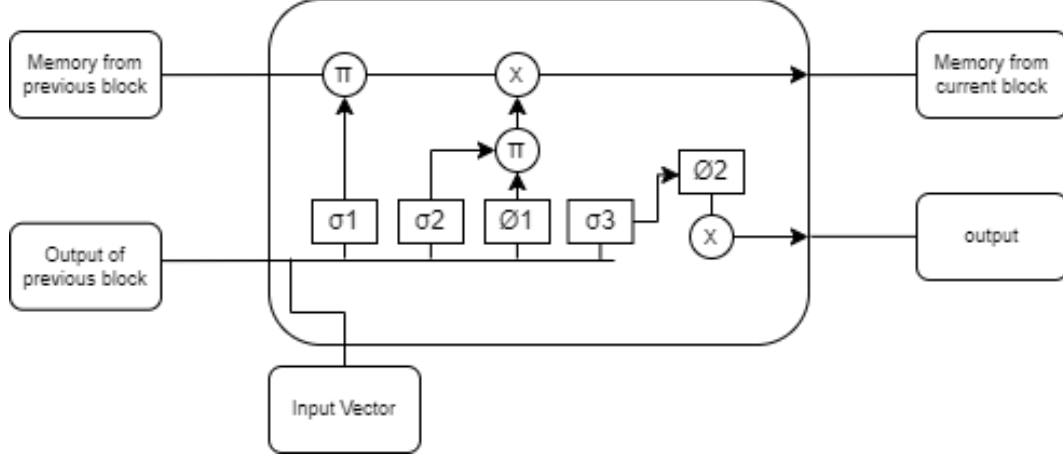 Memory from
previous block
π
X
Memory from
current block
π
Ø2
σ1
σ2
Ø1
σ3
X
output
Output of
previous block
Input Vector